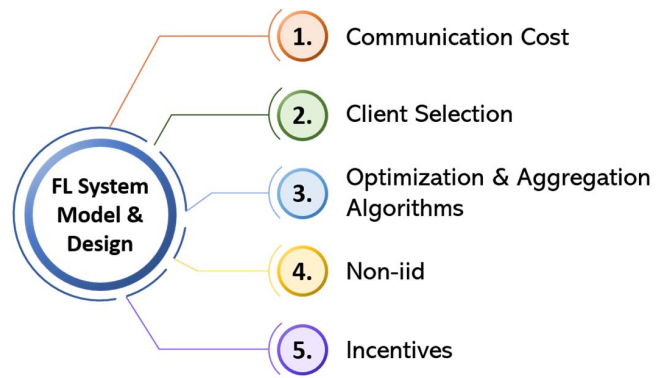 FL System
Model &
Design
1.
Communication Cost
2.
Client Selection
3.
Optimization & Aggregation
Algorithms
4.
Non-iid
5.
Incentives